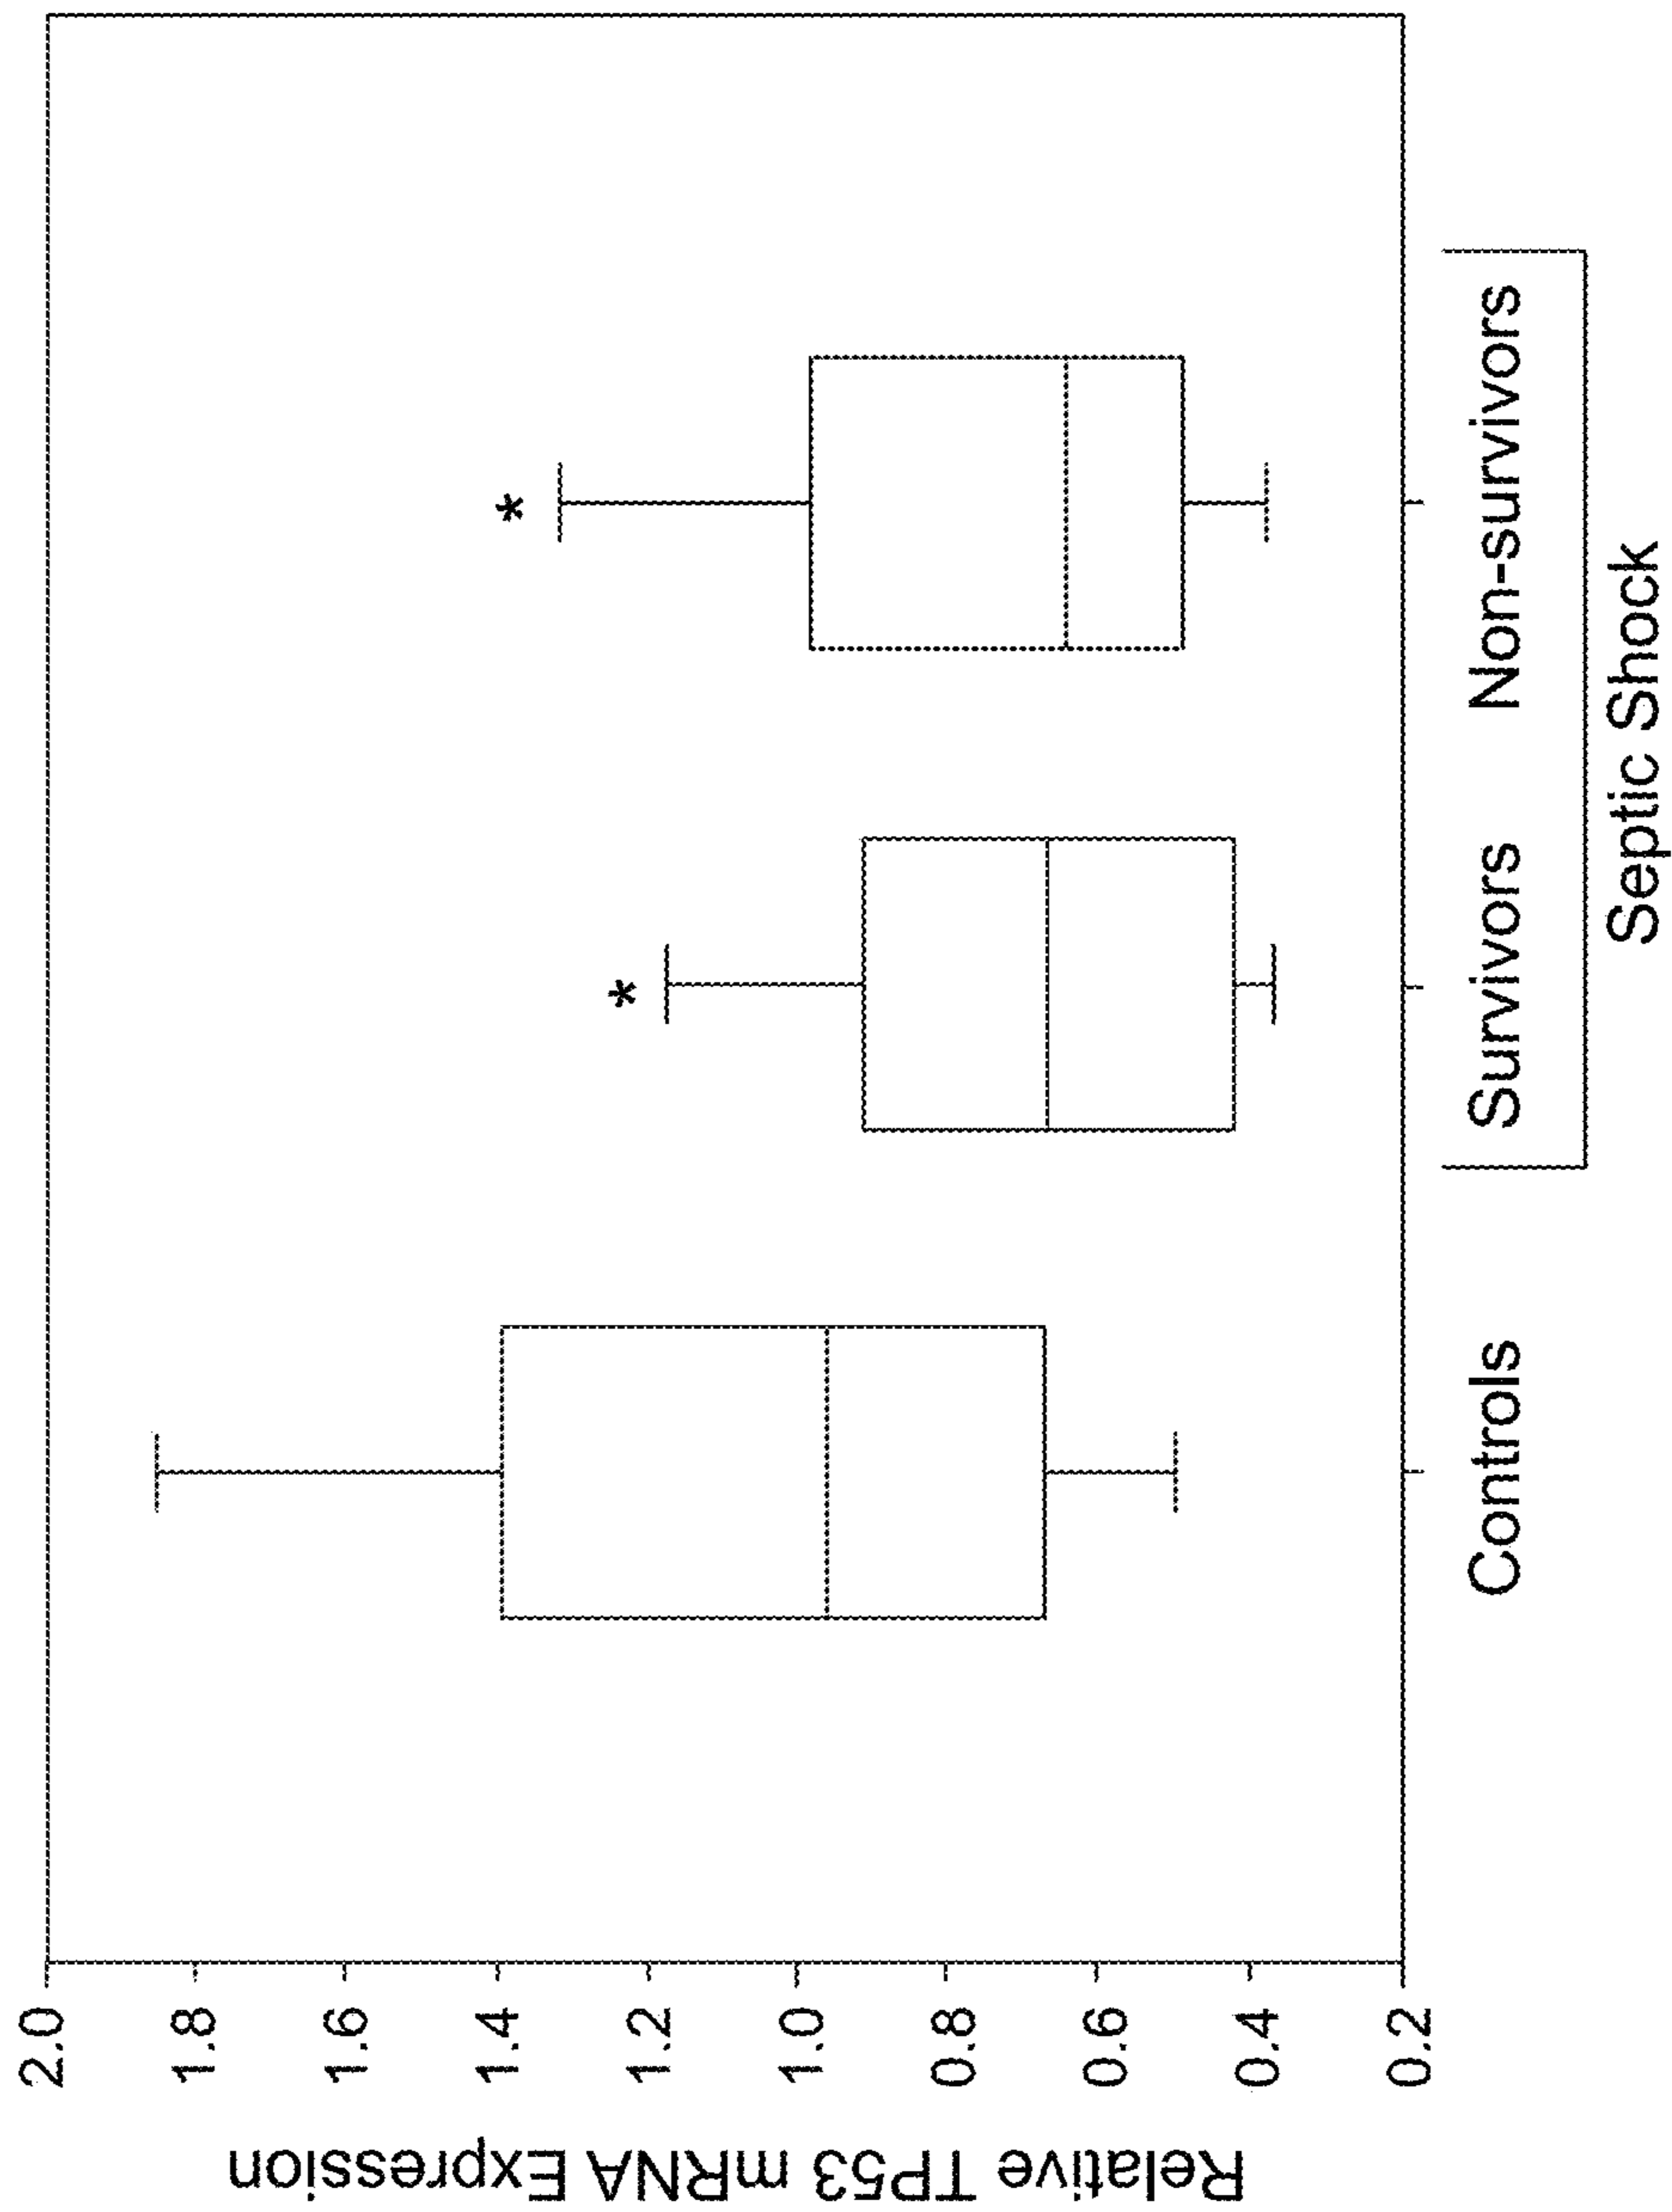 Relative TP53 mRNA Expression
2.0
1.8
1.6
1.4
1.2
1.0
0.8
0.6
0.4
0.2
*
*
Controls
Survivors
Non-survivors
Septic Shock